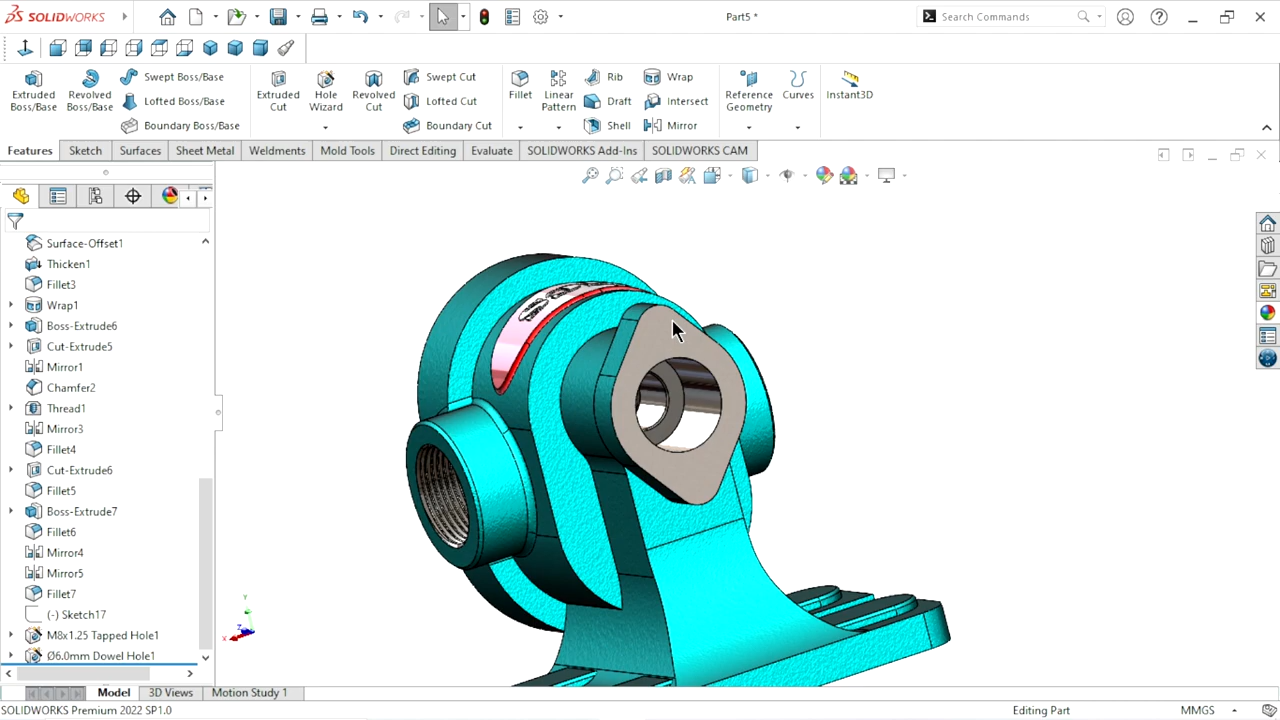 SOLIDWORKS
Part5 *
Search Commands
Extruded Boss/Base
Revolved Boss/Base
Swept Boss/Base
Lofted Boss/Base
Boundary Boss/Base
Extruded Cut
Hole Wizard
Revolved Cut
Swept Cut
Lofted Cut
Boundary Cut
Fillet
Linear Pattern
Rib
Draft
Shell
Wrap
Intersect
Mirror
Reference Geometry
Curves
Instant3D
Features Sketch Surfaces Sheet Metal Weldments Mold Tools Direct Editing Evaluate SOLIDWORKS Add-Ins SOLIDWORKS CAM
Surface-Offset1
Thicken1
Fillet3
Wrap1
Boss-Extrude6
Cut-Extrude5
Mirror1
Chamfer2
Thread1
Mirror3
Fillet4
Cut-Extrude6
Fillet5
Boss-Extrude7
Fillet6
Mirror4
Mirror5
Fillet7
(-) Sketch17
M8x1.25 Tapped Hole1
Ø6.0mm Dowel Hole1
Y
X
Z
Model 3D Views Motion Study 1
SOLIDWORKS Premium 2022 SP1.0
Editing Part
MMGS